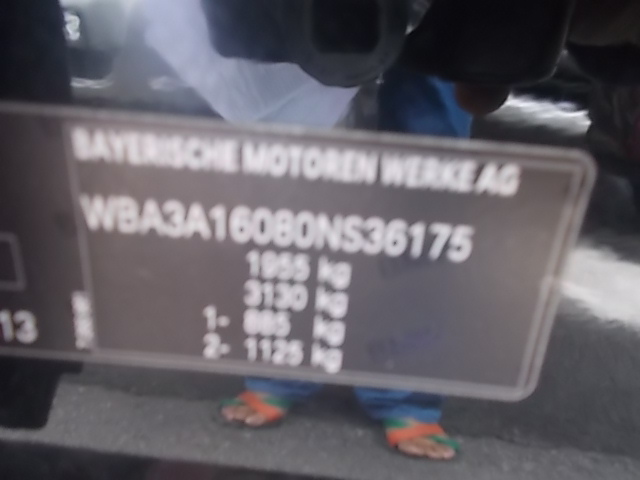 BAYERISCHE MOTOREN WERKE AG
WBA3A16080NS36175
1955 kg
3130 kg
1- 885 kg
2- 1125 kg
13